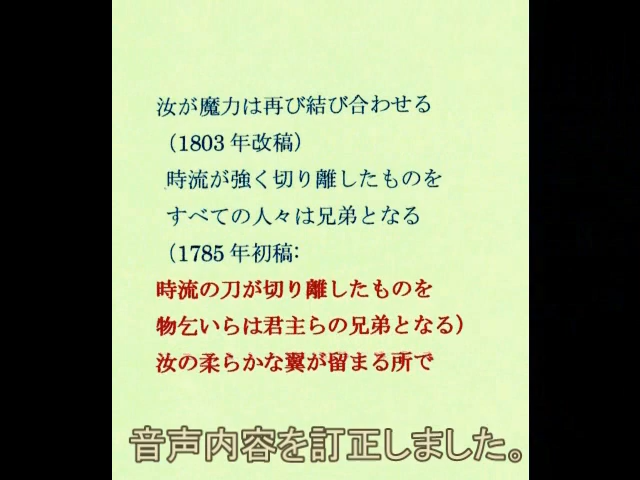 汝が魔力は再び結び合わせる
（1803 年改稿）
時流が強く切り離したものを
すべての人々は兄弟となる
（1785 年初稿:
時流の刀が切り離したものを
物乞いらは君主らの兄弟となる）
汝の柔らかな翼が留まる所で
音声内容を訂正しました。